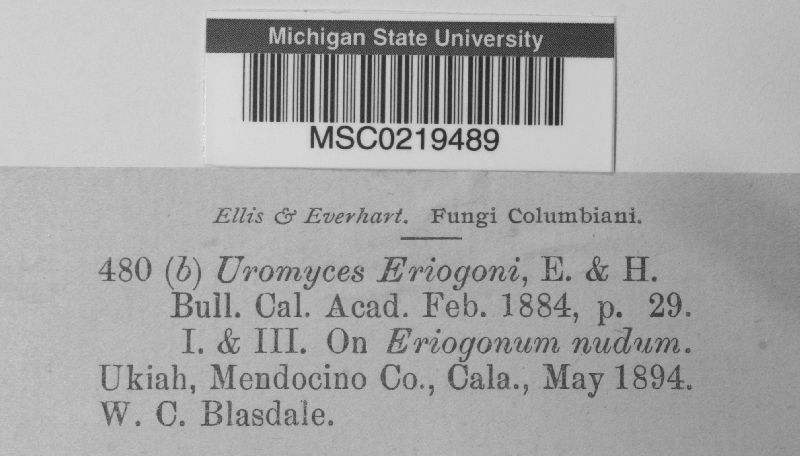 Michigan State University
MSC0219489
Ellis & Everhart. Fungi Columbiani.
480 (b) Uromyces Eriogoni, E. & H.
Bull. Cal. Acad. Feb. 1884, p. 29.
I. & III. On Eriogonum nudum.
Ukiah, Mendocino Co., Cala., May 1894.
W. C. Blasdale.